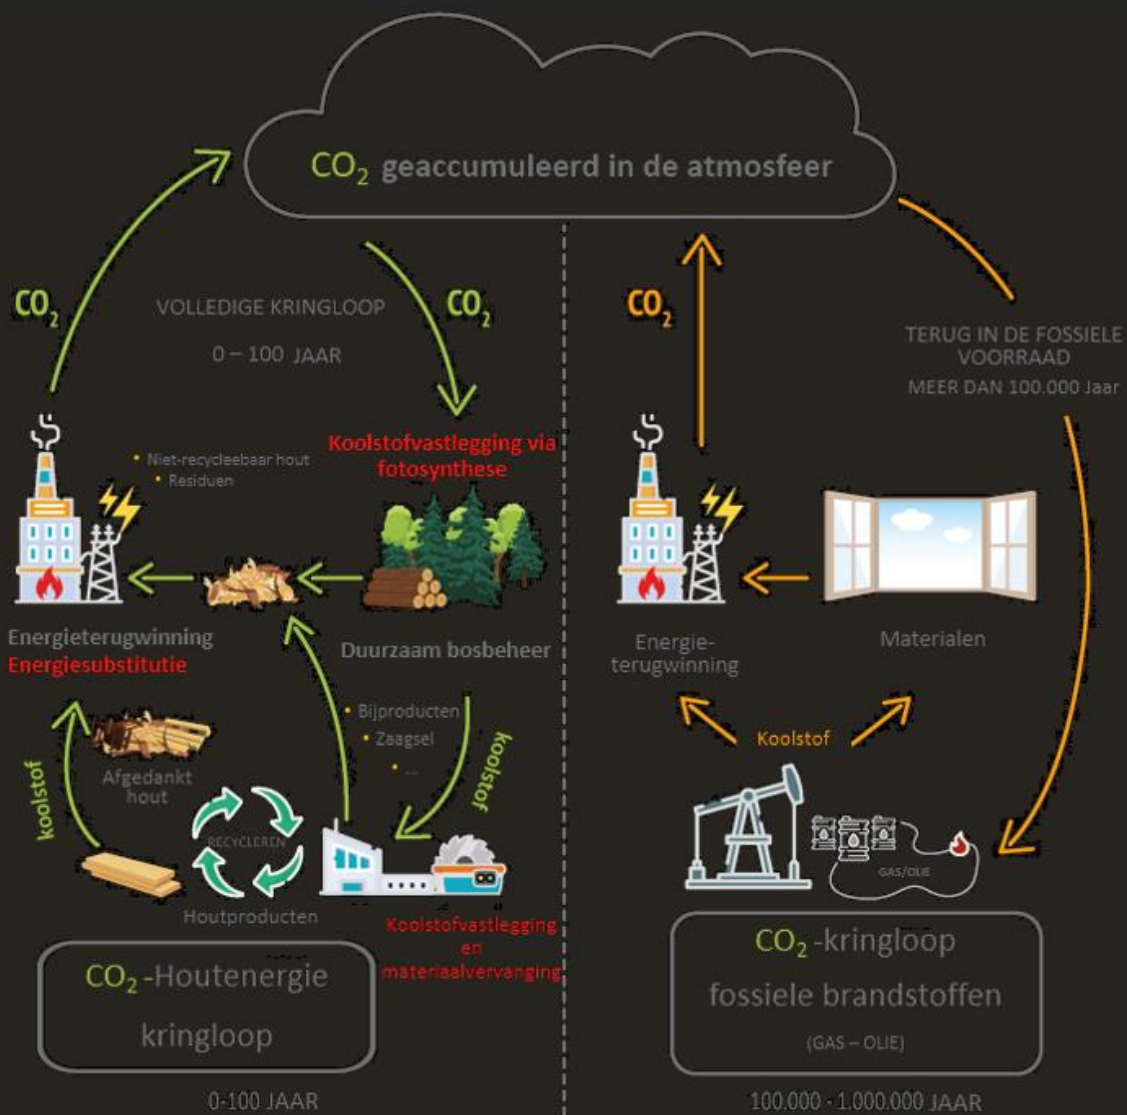 CO₂ geaccumuleerd in de atmosfeer
CO₂
VOLLEDIGE KRINGLOOP
0 – 100 JAAR
CO₂
Koolstofvastlegging via
fotosynthese
• Niet-recycleebaar hout
• Residuen
Energieterugwinning
Energiesubstitutie
Duurzaam bosbeheer
• Bijproducten
• Zaagsel
• ...
koolstof
Afgedankt
hout
koolstof
RECYCLEREN
Houtproducten
Koolstofvastlegging
en
materiaalvervanging
CO₂ -Houtenergie
kringloop
0-100 JAAR
CO₂
TERUG IN DE FOSSIELE
VOORRAAD
MEER DAN 100.000 Jaar
Energie-
terugwinning
Materialen
Koolstof
GAS/OLIE
CO₂ -kringloop
fossiele brandstoffen
(GAS – OLIE)
100.000 - 1.000.000 JAAR